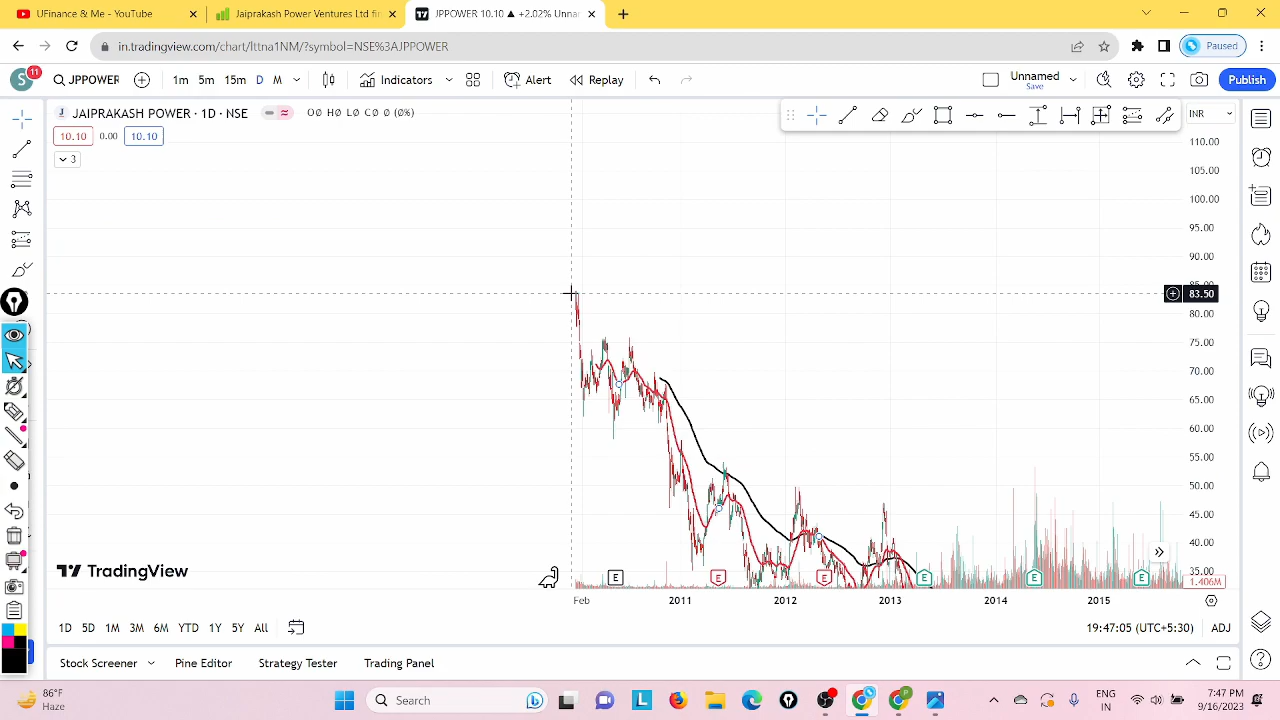 UFinance & Me - YouTube
Jaiprakash Power Ventures Ltd fi
JPPOWER 10.10 ▲ +2.02% Unnar
in.tradingview.com/chart/lttna1NM/?symbol=NSE%3AJPPOWER
Paused
S 11
JPPOWER
1m 5m 15m D M
Indicators
Alert
Replay
Unnamed
Save
Publish
J JAIPRAKASH POWER · 1D · NSE
O0 H0 L0 C0 0 (0%)
INR
10.10 0.00 10.10
3
110.00
105.00
100.00
95.00
90.00
85.00
83.50
80.00
75.00
70.00
65.00
60.00
55.00
50.00
45.00
40.00
35.00
1.406M
TradingView
E E E E E E
Feb 2011 2012 2013 2014 2015
1D 5D 1M 3M 6M YTD 1Y 5Y All
19:47:05 (UTC+5:30) ADJ
Stock Screener
Pine Editor
Strategy Tester
Trading Panel
86°F
Haze
Search
L
P
ENG
IN
7:47 PM
9/16/2023